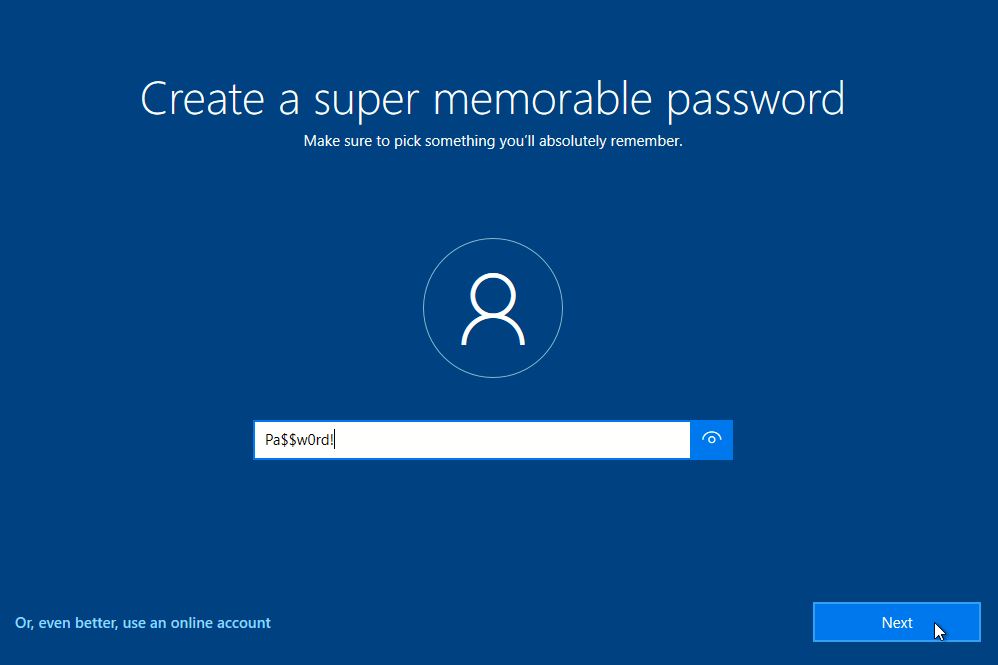 Create a super memorable password
Make sure to pick something you'll absolutely remember.
Pa$$w0rd!
Or, even better, use an online account
Next